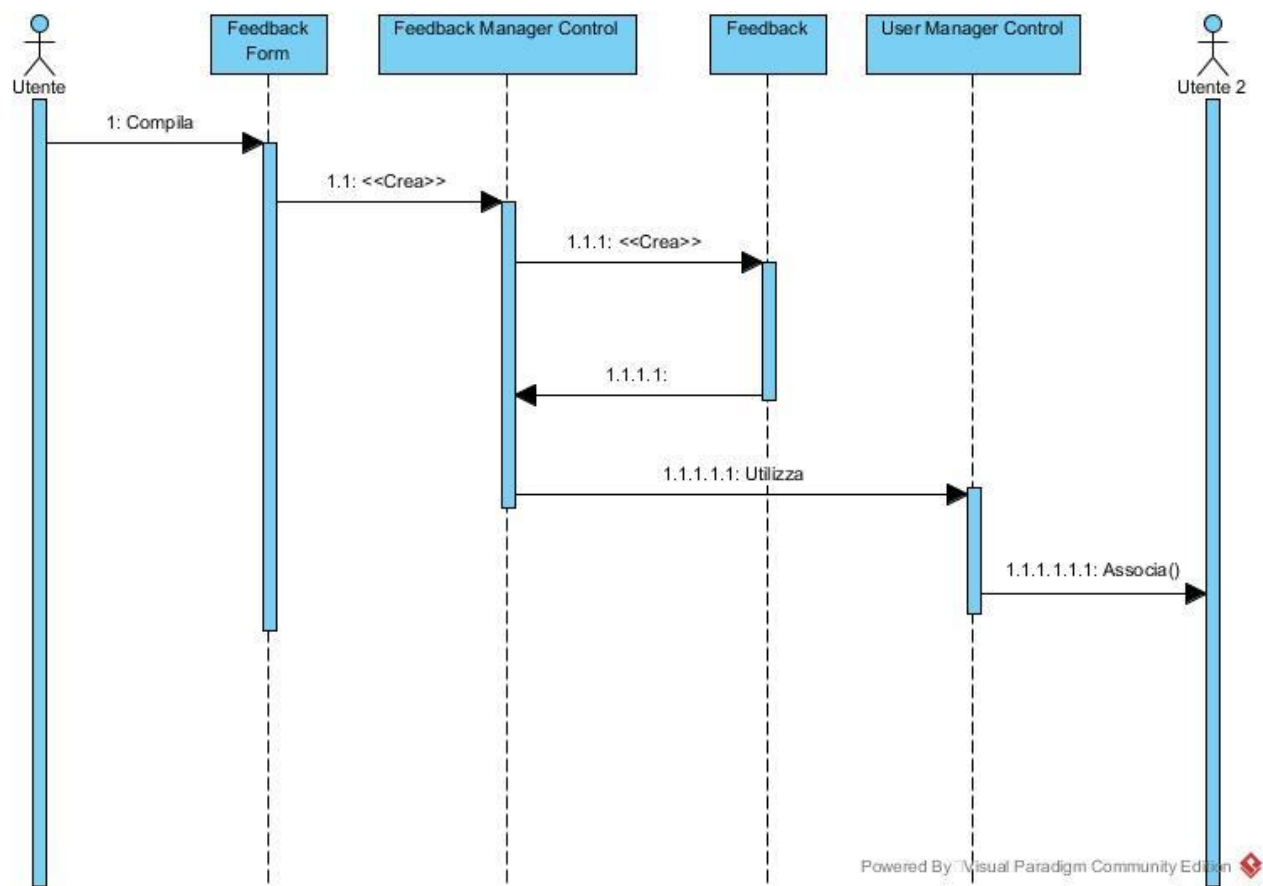 Feedback
Form
Feedback Manager Control
Feedback
User Manager Control
Utente
Utente 2
1: Compila
1.1: <<Crea>>
1.1.1: <<Crea>>
1.1.1.1:
1.1.1.1.1: Utilizza
1.1.1.1.1.1: Associa()
Powered By Visual Paradigm Community Edition